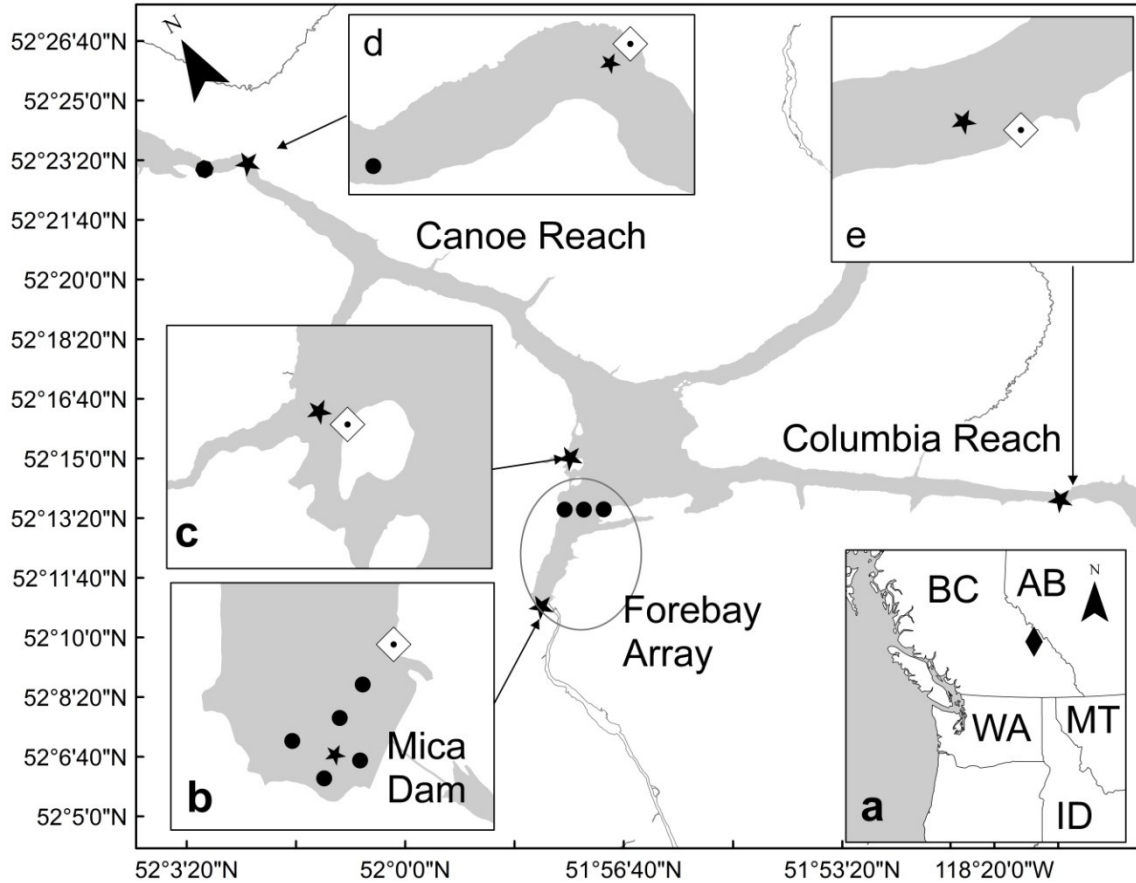 N
d
e
52°26'40"N
52°25'0"N
52°23'20"N
52°21'40"N
52°20'0"N
52°18'20"N
52°16'40"N
52°15'0"N
52°13'20"N
52°11'40"N
52°10'0"N
52°8'20"N
52°6'40"N
52°5'0"N
Canoe Reach
Columbia Reach
c
Forebay
Array
b
Mica
Dam
BC
AB
N
WA
MT
ID
a
52°3'20"N
52°0'0"N
51°56'40"N
51°53'20"N
118°20'0"N